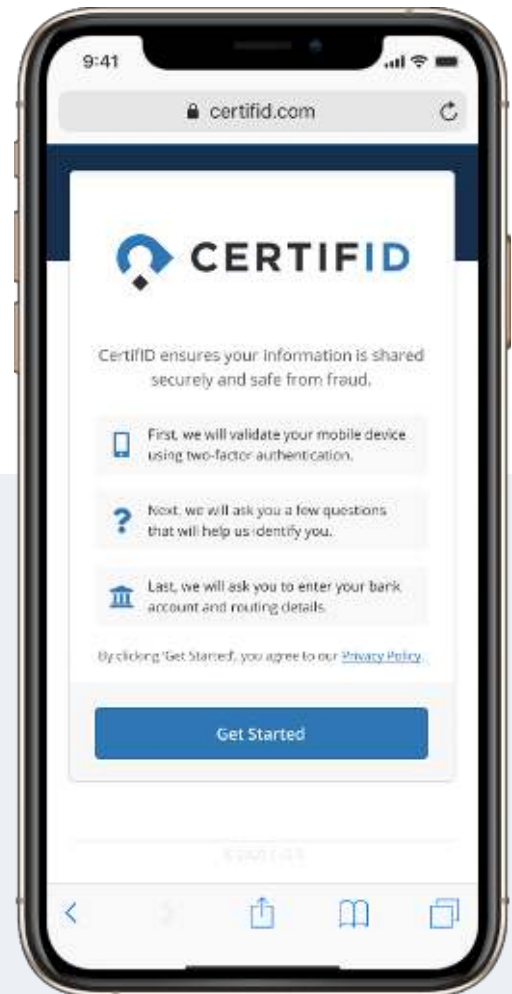 9:41
certifid.com
CERTIFID
CertifID ensures your information is shared
securely and safe from fraud.
First, we will validate your mobile device
using two-factor authentication.
Next, we will ask you a few questions
that will help us identify you.
Last, we will ask you to enter your bank
account and routing details.
By clicking 'Get Started', you agree to our Privacy Policy.
Get Started